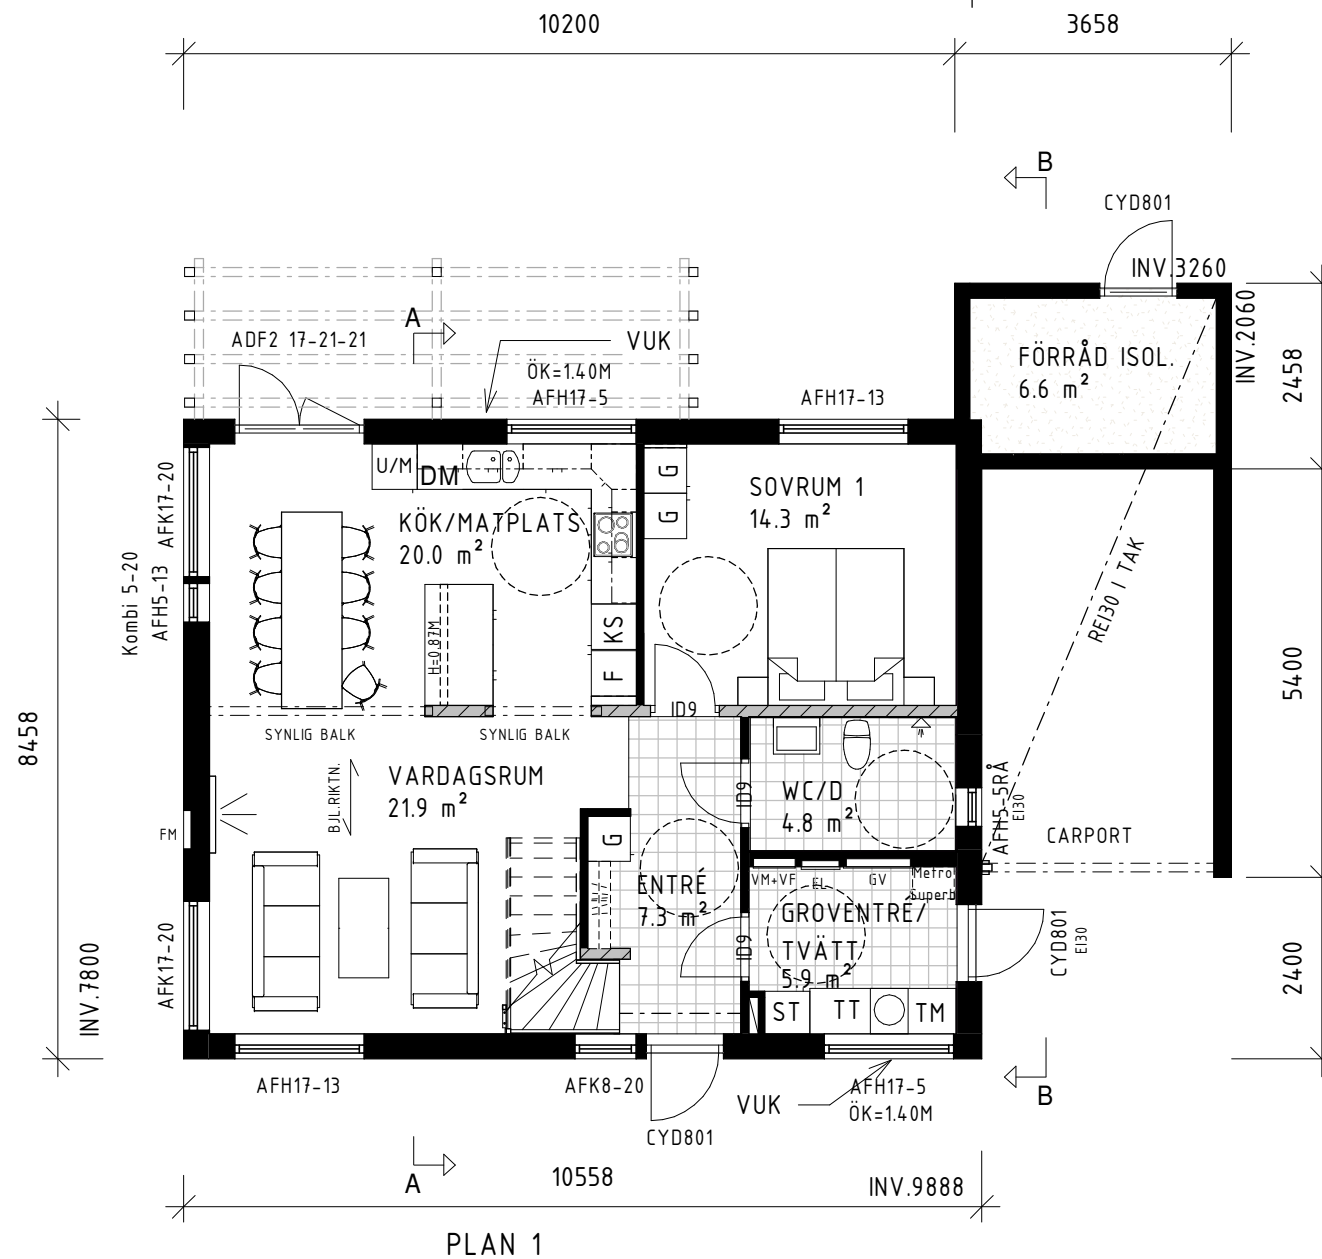 10200
3658
B
CYD801
INV.3260
INV.2060
2458
A
ADF2 17-21-21
VUK
ÖK=1.40M
AFH17-5
AFH17-13
FÖRRÅD ISOL.
6.6 m²
U/M
DM
G
G
SOVRUM 1
14.3 m²
AFK17-20
KÖK/MATPLATS
20.0 m²
Kombi 5-20
AFH5-13
H=0.87M
KS
F
REI30 I TAK
5400
8458
ID9
SYNLIG BALK
SYNLIG BALK
BJL.RIKTN.
VARDAGSRUM
21.9 m²
FM
ID9
WC/D
4.8 m²
AFH5-5RÅ
EI30
CARPORT
G
ENTRÉ
7.3 m²
VM+VF
EL
GV
Metro
Superb
GROVENTRÉ/
TVÄTT
5.9 m²
ID9
CYD801
EI30
2400
INV.7800
AFK17-20
ST
TT
TM
AFH17-13
AFK8-20
VUK
AFH17-5
ÖK=1.40M
CYD801
B
A
10558
INV.9888
PLAN 1